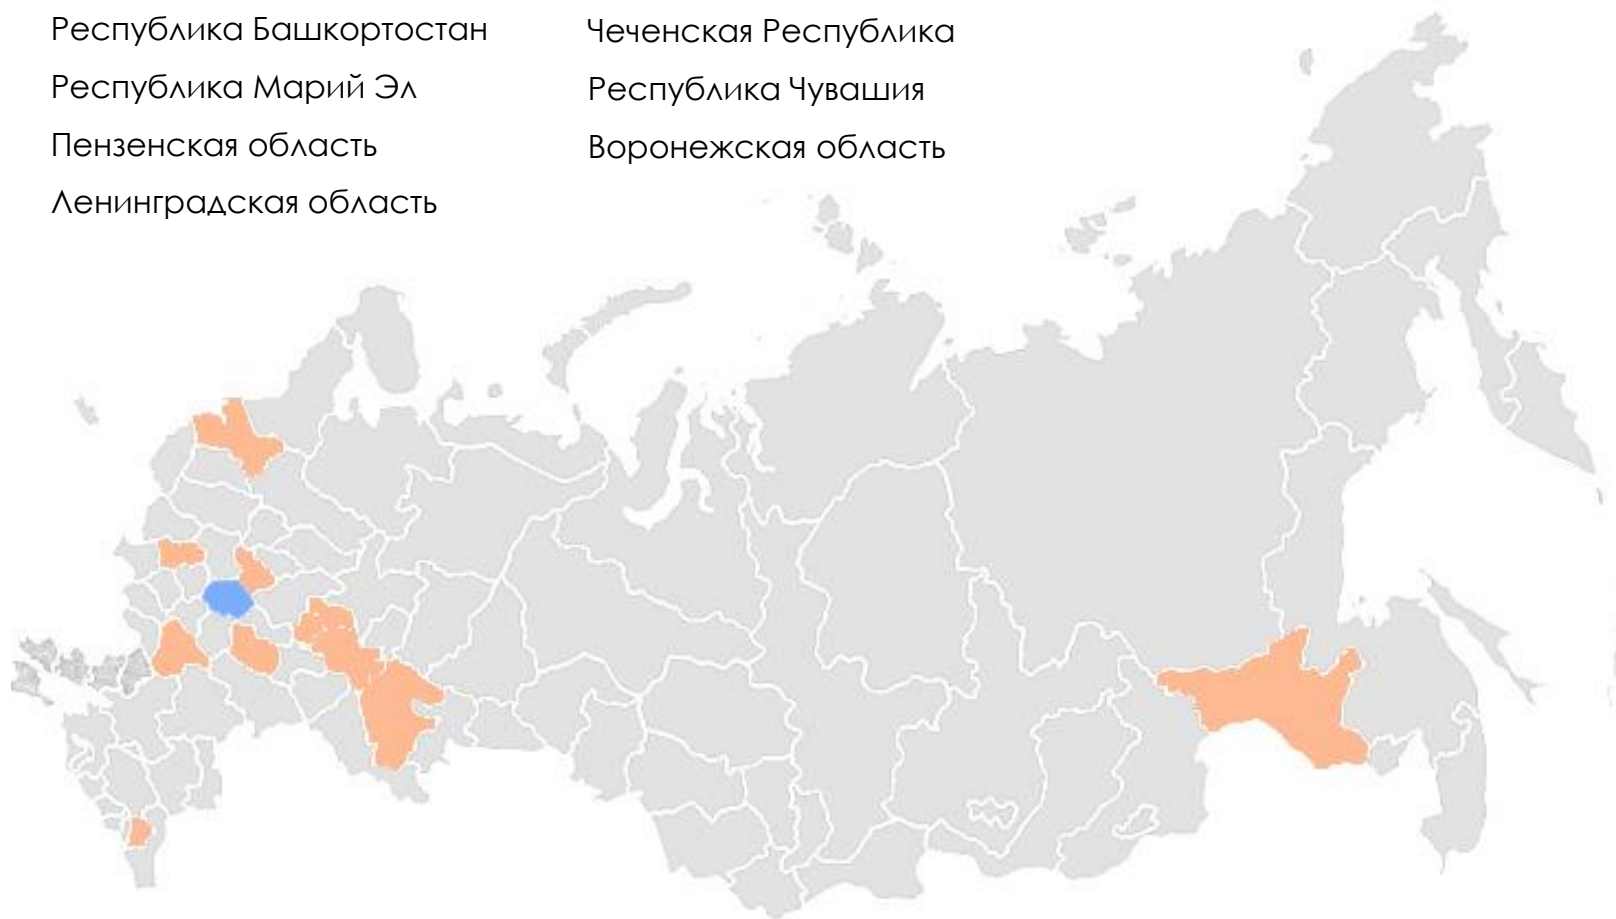 Республика Башкортостан
Республика Марий Эл
Пензенская область
Ленинградская область
Чеченская Республика
Республика Чувашия
Воронежская область